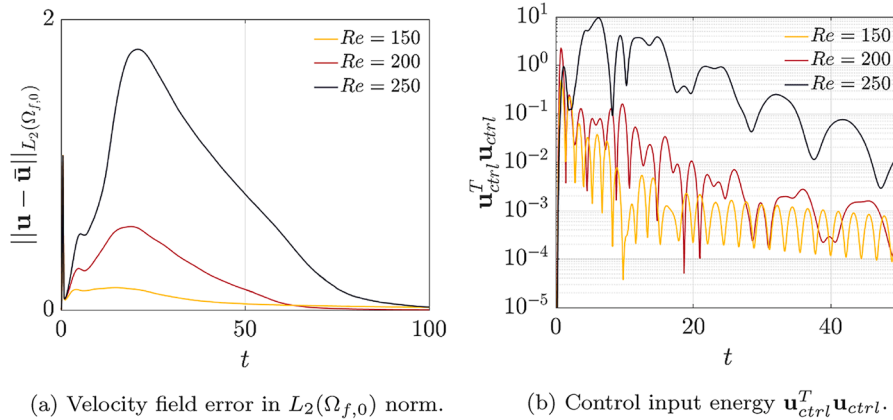 2
0
0
50
100
t
||u − ū||_{L_2(Ω_{f,0})}
Re = 150
Re = 200
Re = 250
(a) Velocity field error in L_2(Ω_{f,0}) norm.
10^1
10^0
10^{-1}
10^{-2}
10^{-3}
10^{-4}
10^{-5}
0
20
40
t
u_{ctrl}^T u_{ctrl}
Re = 150
Re = 200
Re = 250
(b) Control input energy u_{ctrl}^T u_{ctrl}.